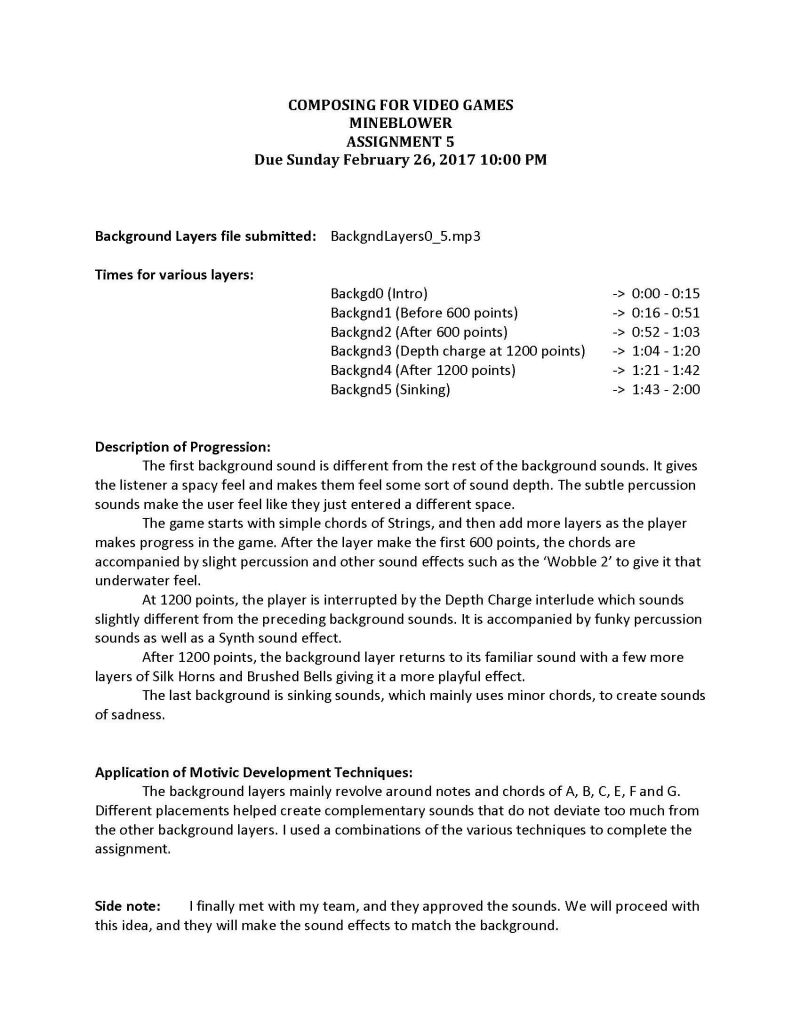 COMPOSING FOR VIDEO GAMES
MINEBLOWER
ASSIGNMENT 5
Due Sunday February 26, 2017 10:00 PM
Background Layers file submitted: BackgndLayers0_5.mp3
Times for various layers:
Backgd0 (Intro) -> 0:00 - 0:15
Backgnd1 (Before 600 points) -> 0:16 - 0:51
Backgnd2 (After 600 points) -> 0:52 - 1:03
Backgnd3 (Depth charge at 1200 points) -> 1:04 - 1:20
Backgnd4 (After 1200 points) -> 1:21 - 1:42
Backgnd5 (Sinking) -> 1:43 - 2:00
Description of Progression:
The first background sound is different from the rest of the background sounds. It gives
the listener a spacy feel and makes them feel some sort of sound depth. The subtle percussion
sounds make the user feel like they just entered a different space.
The game starts with simple chords of Strings, and then add more layers as the player
makes progress in the game. After the layer make the first 600 points, the chords are
accompanied by slight percussion and other sound effects such as the ‘Wobble 2’ to give it that
underwater feel.
At 1200 points, the player is interrupted by the Depth Charge interlude which sounds
slightly different from the preceding background sounds. It is accompanied by funky percussion
sounds as well as a Synth sound effect.
After 1200 points, the background layer returns to its familiar sound with a few more
layers of Silk Horns and Brushed Bells giving it a more playful effect.
The last background is sinking sounds, which mainly uses minor chords, to create sounds
of sadness.
Application of Motivic Development Techniques:
The background layers mainly revolve around notes and chords of A, B, C, E, F and G.
Different placements helped create complementary sounds that do not deviate too much from
the other background layers. I used a combinations of the various techniques to complete the
assignment.
Side note: I finally met with my team, and they approved the sounds. We will proceed with
this idea, and they will make the sound effects to match the background.